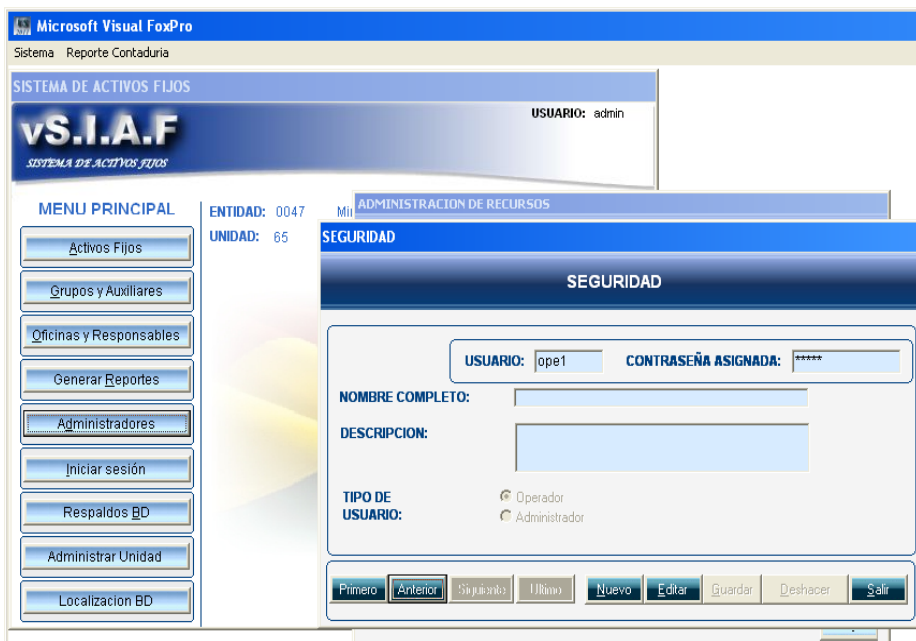 Microsoft Visual FoxPro
Sistema Reporte Contaduria
SISTEMA DE ACTIVOS FIJOS
vS.I.A.F
SISTEMA DE ACTIVOS FIJOS
USUARIO: admin
MENU PRINCIPAL
Activos Fijos
Grupos y Auxiliares
Oficinas y Responsables
Generar Reportes
Administradores
Iniciar sesión
Respaldos BD
Administrar Unidad
Localizacion BD
ENTIDAD: 0047
UNIDAD: 65
ADMINISTRACION DE RECURSOS
SEGURIDAD
SEGURIDAD
USUARIO: ope1 CONTRASEÑA ASIGNADA: *****
NOMBRE COMPLETO:
DESCRIPCION:
TIPO DE
USUARIO:
Operador
Administrador
Primero Anterior Siguiente Ultimo Nuevo Editar Guardar Deshacer Salir